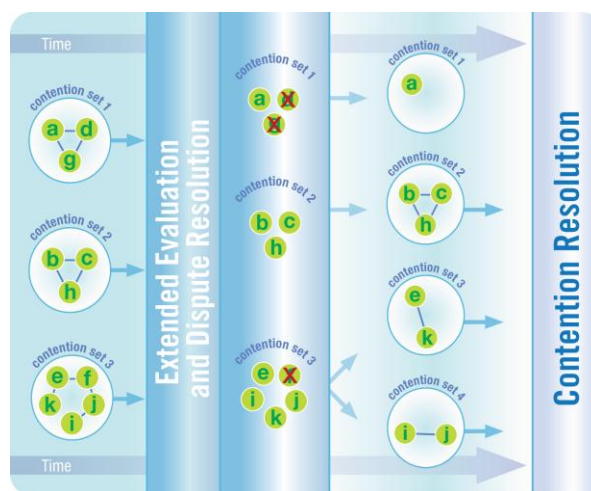 Time
contention set 1
a d
g
contention set 2
b c
h
contention set 3
e f
k j
i
Time
Extended Evaluation
and Dispute Resolution
contention set 1
a
contention set 2
b c
h
contention set 3
e
i j
k
contention set 1
a
contention set 2
b c
h
contention set 3
e
k
contention set 4
i j
Contention Resolution